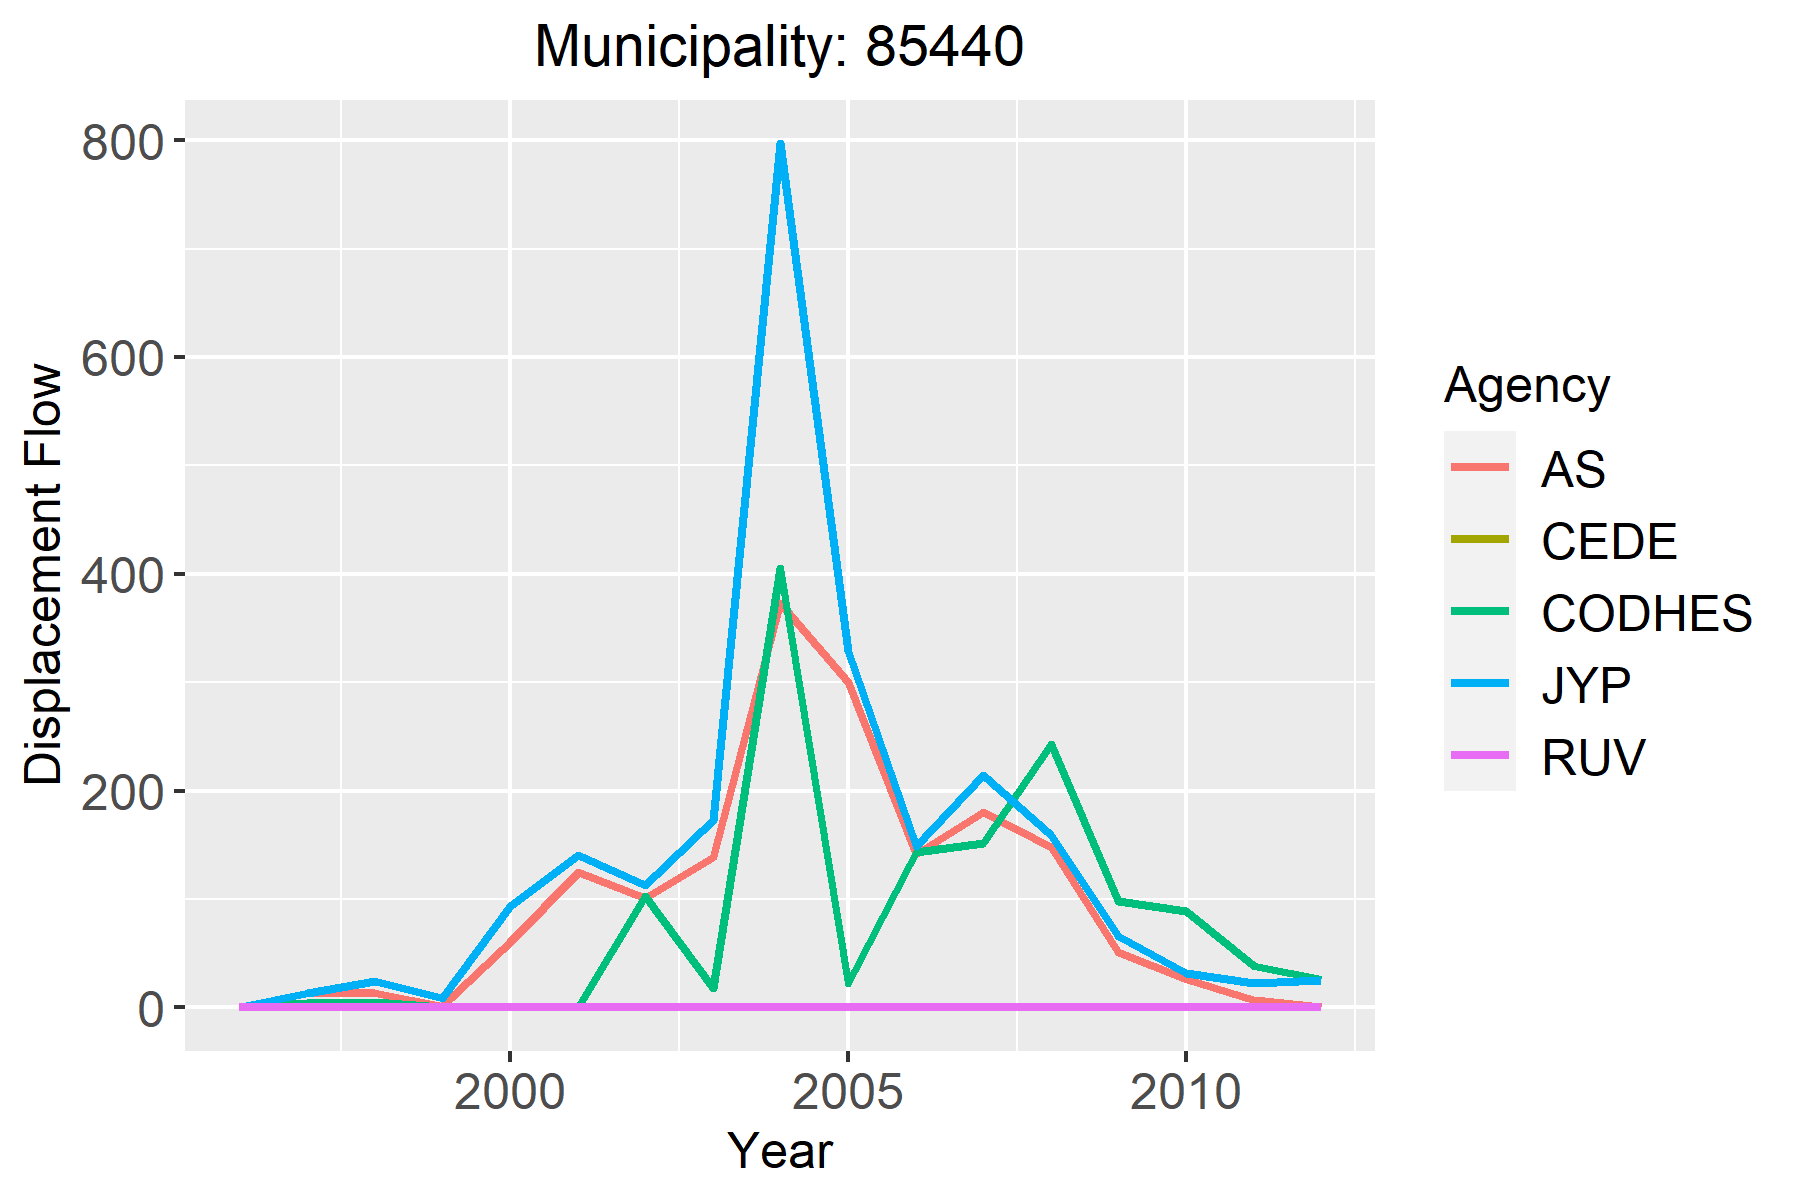 Municipality: 85440
800
600
400
200
0
Displacement Flow
2000 2005 2010
Year
Agency
AS
CEDE
CODHES
JYP
RUV